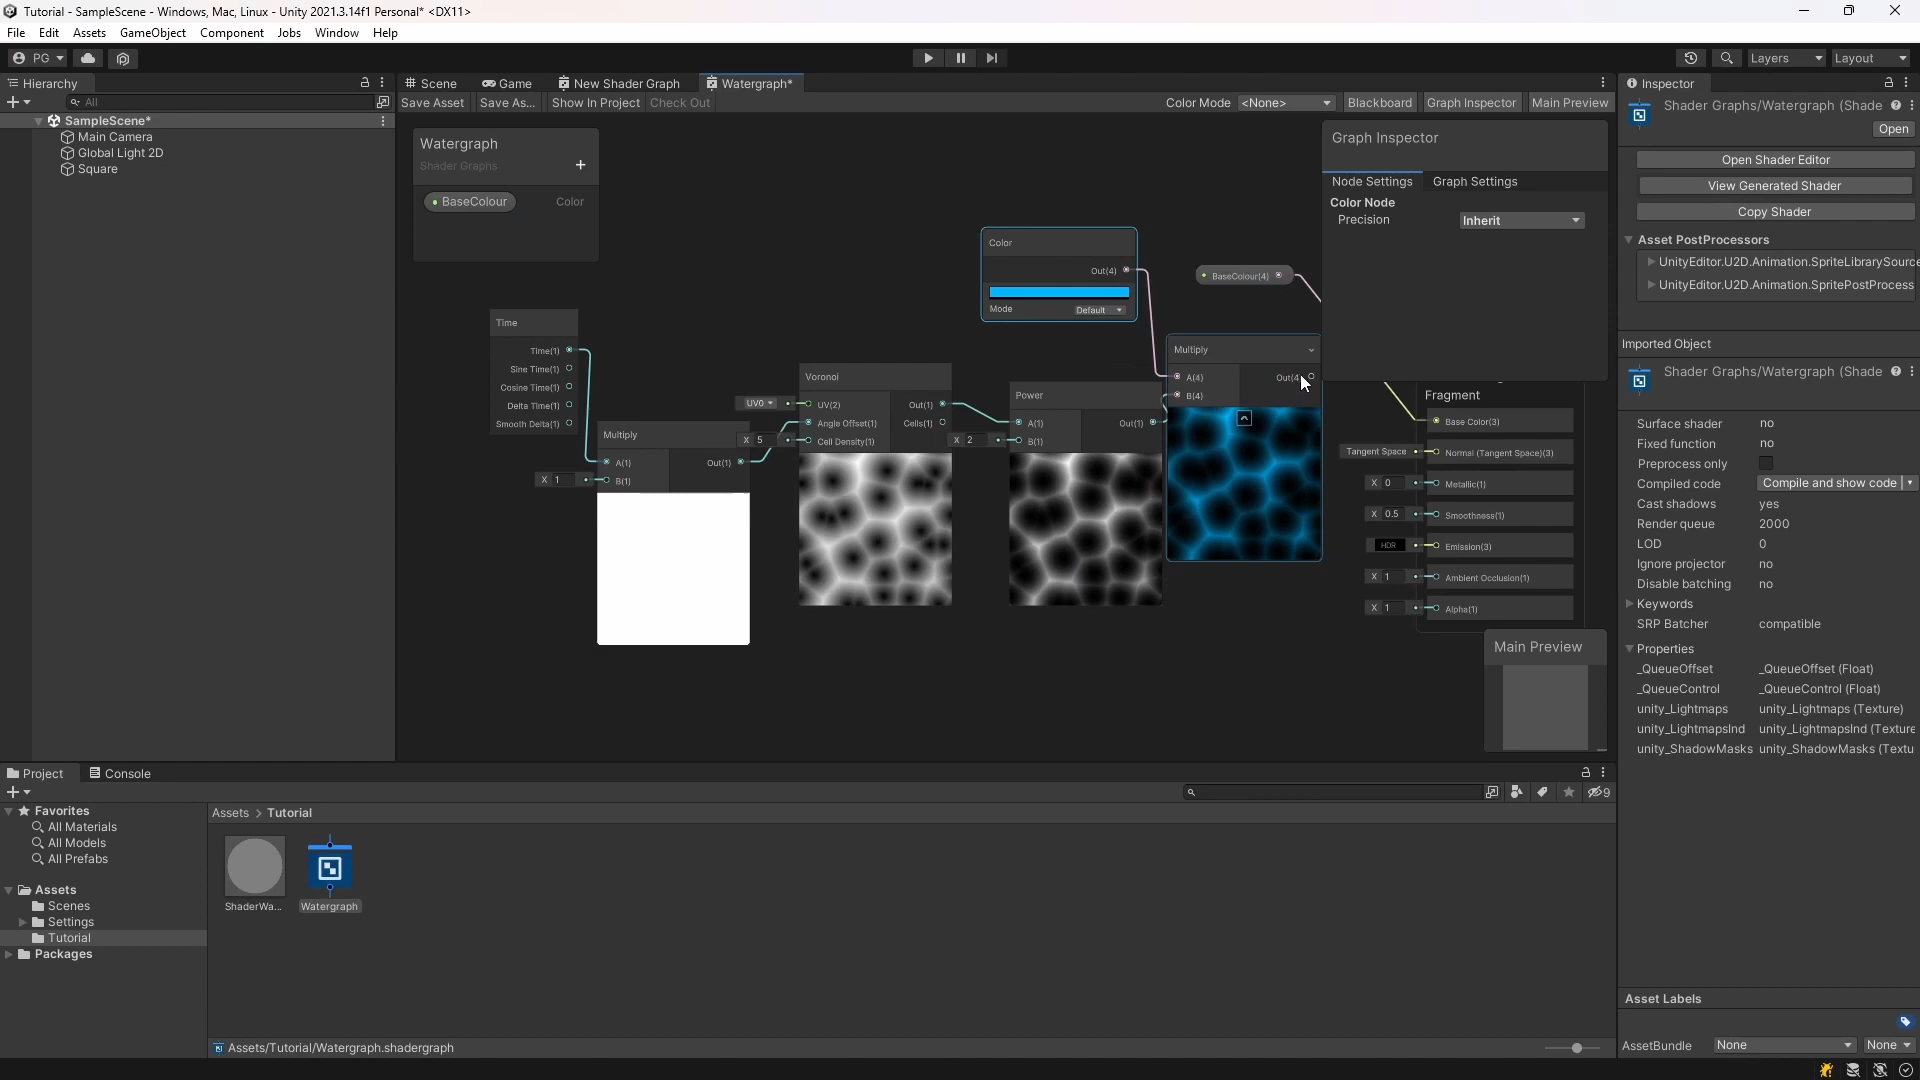 Tutorial - SampleScene - Windows, Mac, Linux - Unity 2021.3.14f1 Personal* <DX11>
File Edit Assets GameObject Component Jobs Window Help
PG Layers Layout
Hierarchy
All
SampleScene*
Main Camera
Global Light 2D
Square
Scene Game New Shader Graph Watergraph*
Save Asset Save As... Show In Project Check Out Color Mode <None> Blackboard Graph Inspector Main Preview
Watergraph
Shader Graphs
BaseColour Color
Time
Time(1)
Sine Time(1)
Cosine Time(1)
Delta Time(1)
Smooth Delta(1)
Multiply
A(1) Out(1)
X 1 B(1)
Voronoi
UV0 UV(2) Out(1)
Angle Offset(1) Cells(1)
X 5 Cell Density(1)
Power
A(1) Out(1)
X 2 B(1)
Color
Out(4)
Mode Default
BaseColour(4)
Multiply
A(4) Out(4
B(4)
Graph Inspector
Node Settings Graph Settings
Color Node
Precision Inherit
Fragment
Base Color(3)
Tangent Space Normal (Tangent Space)(3)
X 0 Metallic(1)
X 0.5 Smoothness(1)
HDR Emission(3)
X 1 Ambient Occlusion(1)
X 1 Alpha(1)
Main Preview
Inspector
Shader Graphs/Watergraph (Shade
Open
Open Shader Editor
View Generated Shader
Copy Shader
Asset PostProcessors
UnityEditor.U2D.Animation.SpriteLibrarySource
UnityEditor.U2D.Animation.SpritePostProcess
Imported Object
Shader Graphs/Watergraph (Shade
Surface shader no
Fixed function no
Preprocess only
Compiled code Compile and show code
Cast shadows yes
Render queue 2000
LOD 0
Ignore projector no
Disable batching no
Keywords
SRP Batcher compatible
Properties
_QueueOffset _QueueOffset (Float)
_QueueControl _QueueControl (Float)
unity_Lightmaps unity_Lightmaps (Texture)
unity_LightmapsInd unity_LightmapsInd (Texture
unity_ShadowMasks unity_ShadowMasks (Textu
Asset Labels
AssetBundle None None
Project Console
9
Favorites
All Materials
All Models
All Prefabs
Assets
Scenes
Settings
Tutorial
Packages
Assets > Tutorial
ShaderWa... Watergraph
Assets/Tutorial/Watergraph.shadergraph